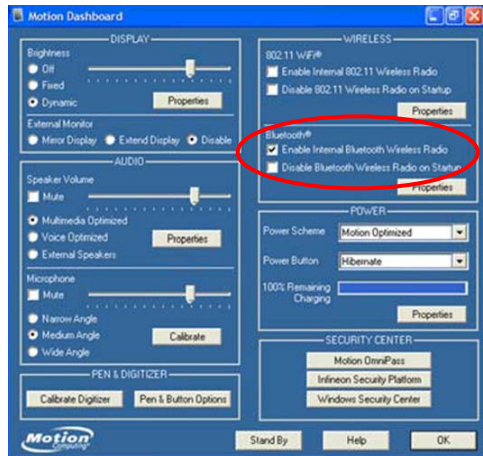 Motion Dashboard
DISPLAY
Brightness
Off
Fixed
Dynamic
Properties
External Monitor
Mirror Display
Extend Display
Disable
AUDIO
Speaker Volume
Mute
Multimedia Optimized
Voice Optimized
Properties
External Speakers
Microphone
Mute
Narrow Angle
Medium Angle
Calibrate
Wide Angle
PEN & DIGITIZER
Calibrate Digitizer
Pen & Button Options
WIRELESS
802.11 WiFi®
Enable Internal 802.11 Wireless Radio
Disable 802.11 Wireless Radio on Startup
Properties
Bluetooth®
Enable Internal Bluetooth Wireless Radio
Disable Bluetooth Wireless Radio on Startup
Properties
POWER
Power Scheme
Motion Optimized
Power Button
Hibernate
100% Remaining
Charging
Properties
SECURITY CENTER
Motion OmniPass
Infineon Security Platform
Windows Security Center
Motion
Computing
Stand By
Help
OK